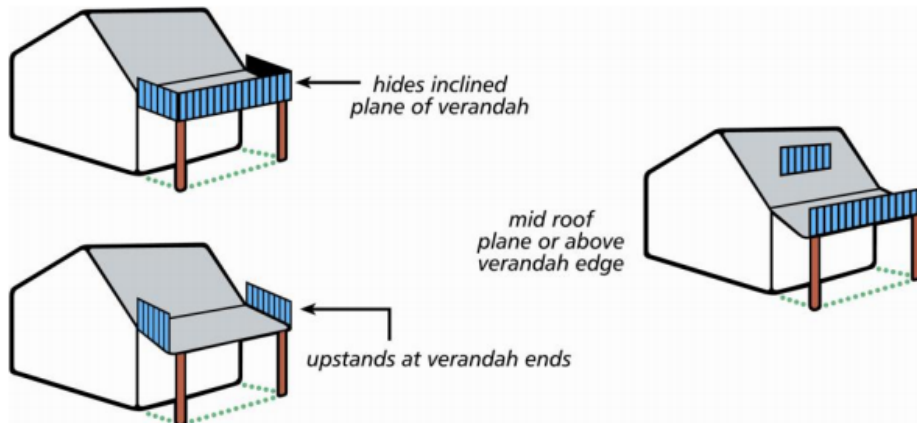 hides inclined
plane of verandah
mid roof
plane or above
verandah edge
upstands at verandah ends